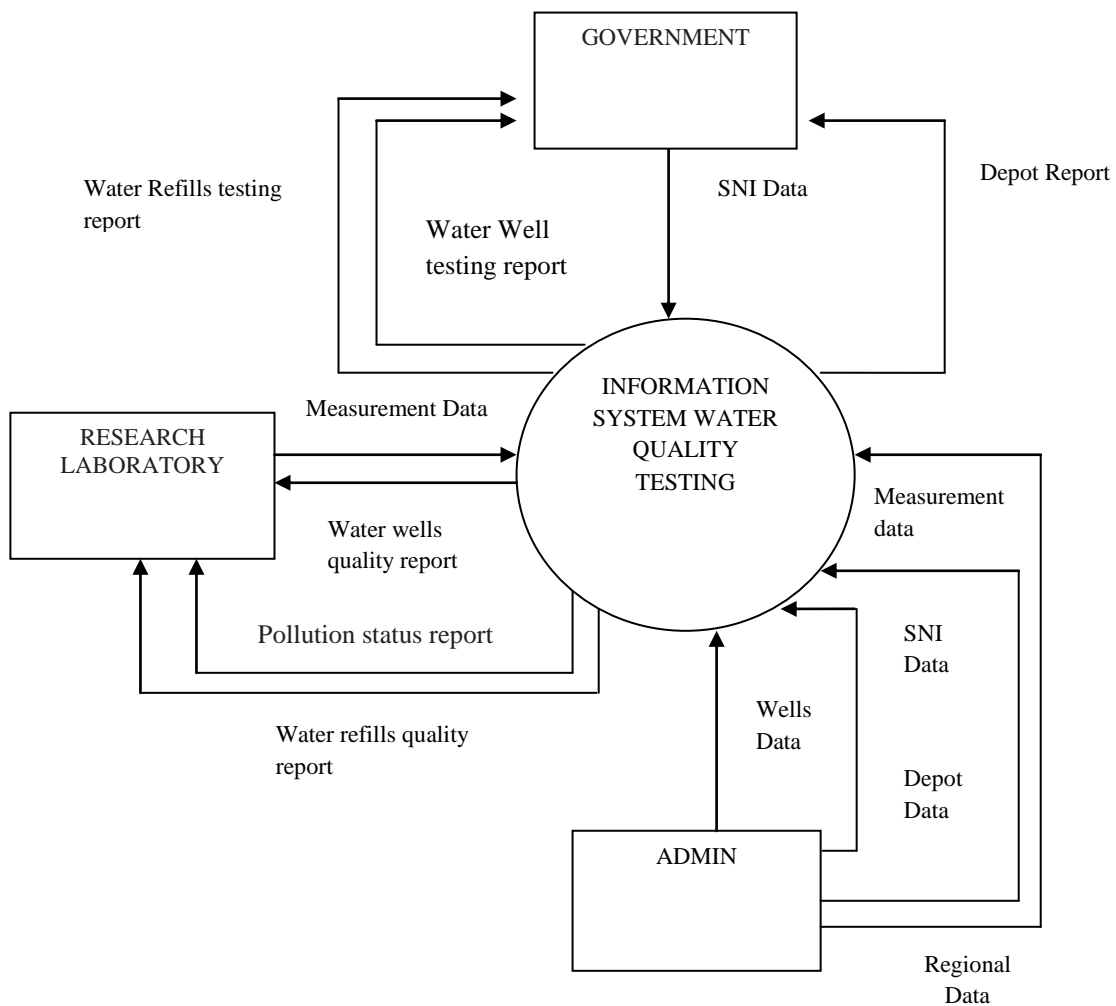 GOVERNMENT
Water Refills testing
report
SNI Data
Depot Report
Water Well
testing report
INFORMATION
SYSTEM WATER
QUALITY
TESTING
Measurement Data
RESEARCH
LABORATORY
Measurement
data
Water wells
quality report
Pollution status report
SNI
Data
Water refills quality
report
Wells
Data
Depot
Data
ADMIN
Regional
Data